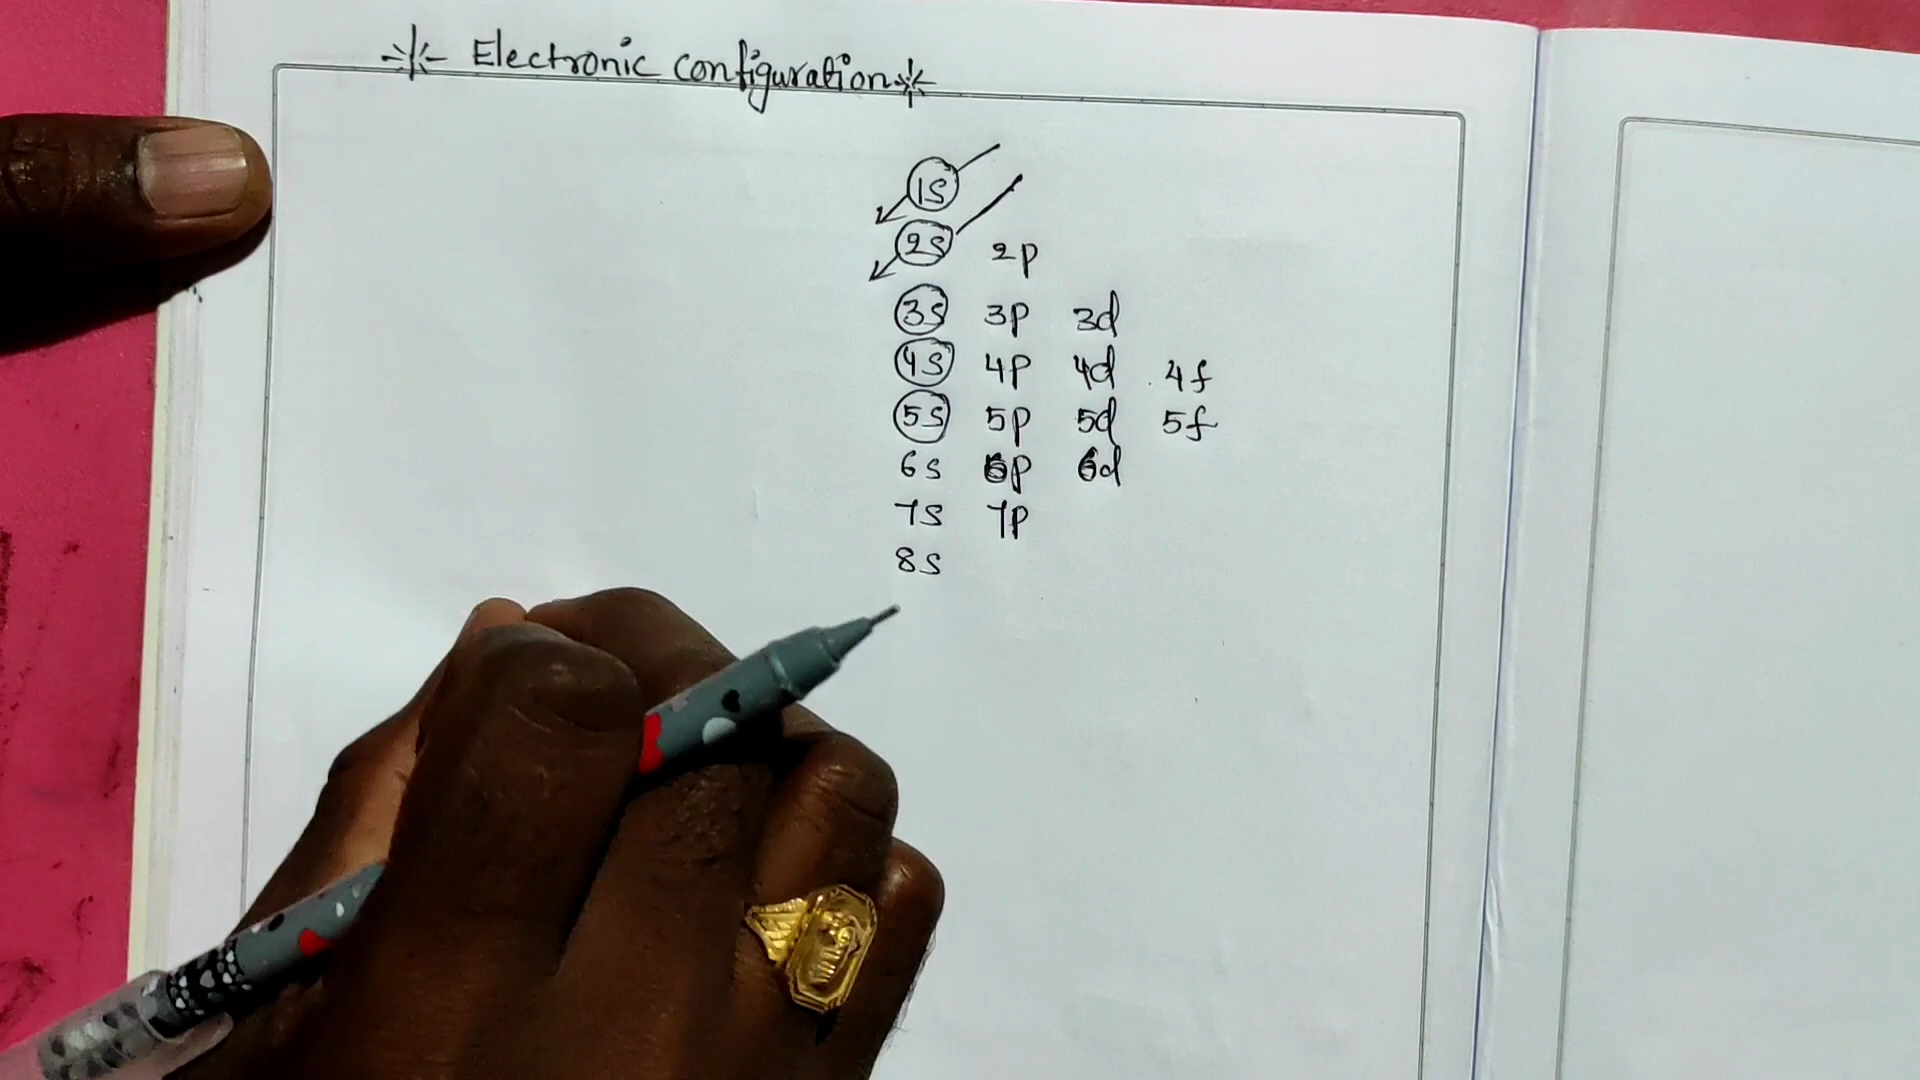 Electronic configuration
1s
2s 2p
3s 3p 3d
4s 4p 4d 4f
5s 5p 5d 5f
6s 6p 6d
7s 7p
8s